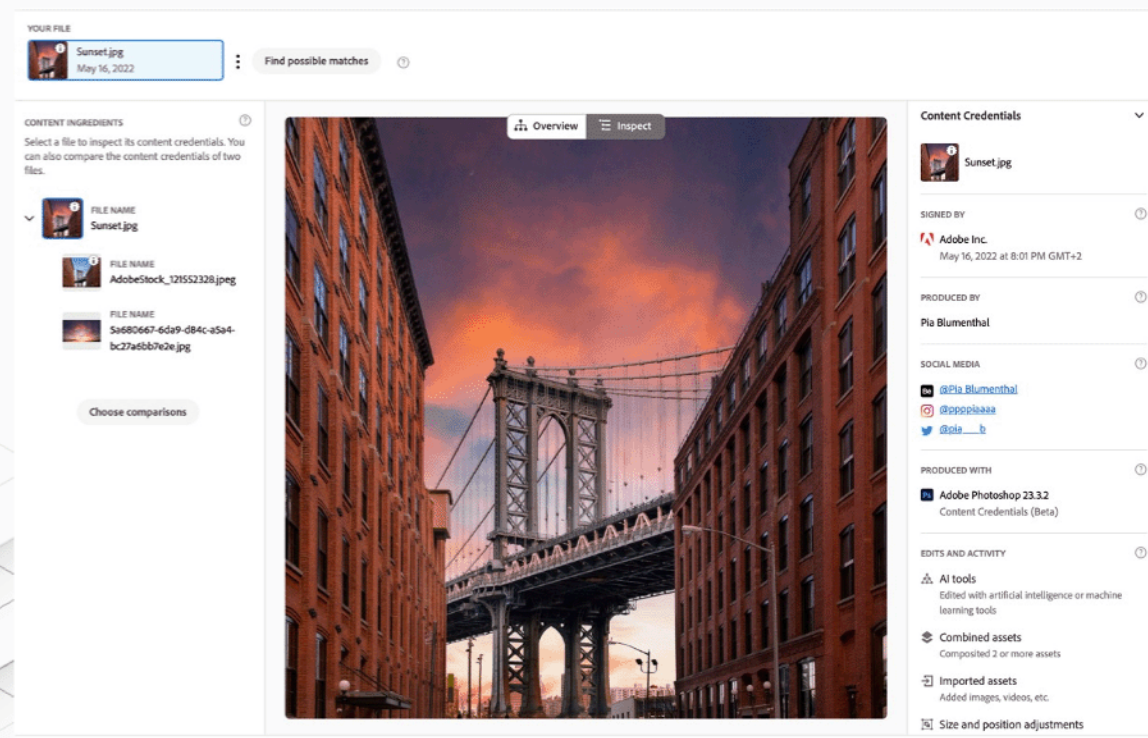 YOUR FILE
Sunset.jpg
May 16, 2022
Find possible matches
CONTENT INGREDIENTS
Select a file to inspect its content credentials. You
can also compare the content credentials of two
files.
FILE NAME
Sunset.jpg
FILE NAME
AdobeStock_121552328.jpeg
FILE NAME
5a680667-6da9-d84c-a5a4-
bc27a6bb7e2e.jpg
Choose comparisons
Overview
Inspect
Content Credentials
Sunset.jpg
SIGNED BY
Adobe Inc.
May 16, 2022 at 8:01 PM GMT+2
PRODUCED BY
Pia Blumenthal
SOCIAL MEDIA
Bē @Pia Blumenthal
@ppppiaaaa
@pia___b
PRODUCED WITH
Ps Adobe Photoshop 23.3.2
Content Credentials (Beta)
EDITS AND ACTIVITY
AI tools
Edited with artificial intelligence or machine
learning tools
Combined assets
Composited 2 or more assets
Imported assets
Added images, videos, etc.
Size and position adjustments